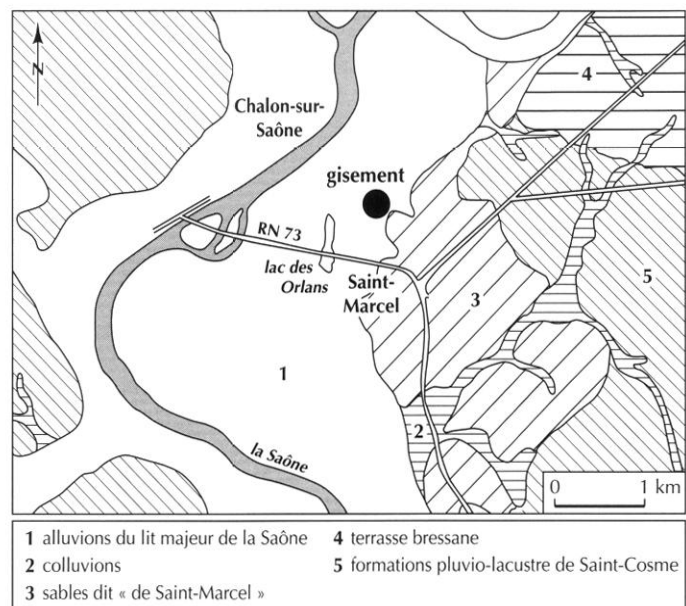 N
4
Chalon-sur-
Saône
gisement
RN 73
lac des
Orlans
Saint-
Marcel
3
5
1
2
la Saône
0 1 km
1 alluvions du lit majeur de la Saône
2 colluvions
3 sables dit « de Saint-Marcel »
4 terrasse bressane
5 formations pluvio-lacustre de Saint-Cosme